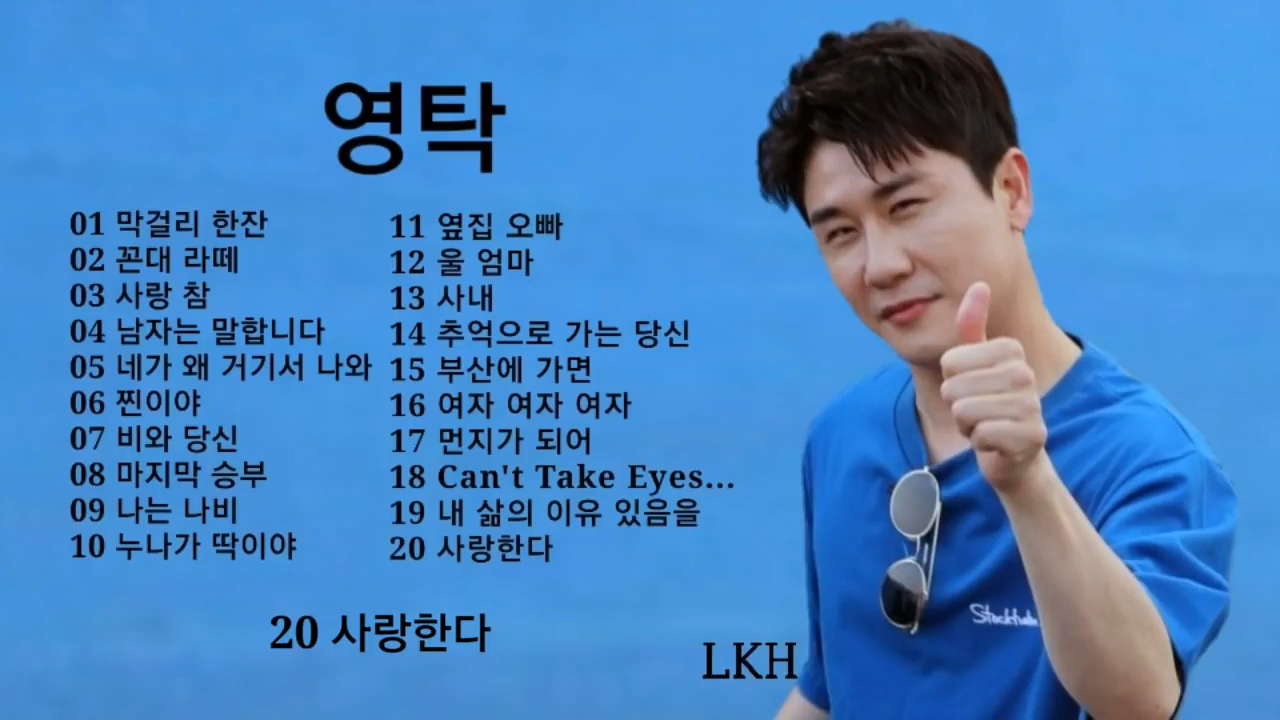 영탁
01 막걸리 한잔
02 꼰대 라떼
03 사랑 참
04 남자는 말합니다
05 네가 왜 거기서 나와
06 찐이야
07 비와 당신
08 마지막 승부
09 나는 나비
10 누나가 딱이야
11 옆집 오빠
12 울 엄마
13 사내
14 추억으로 가는 당신
15 부산에 가면
16 여자 여자 여자
17 먼지가 되어
18 Can't Take Eyes...
19 내 삶의 이유 있음을
20 사랑한다
20 사랑한다
LKH